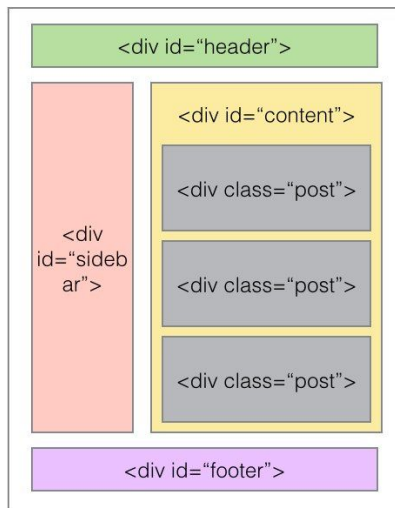 <div id=“header”>
<div
id=“sideb
ar”>
<div id=“content”>
<div class=“post”>
<div class=“post”>
<div class=“post”>
<div id=“footer”>